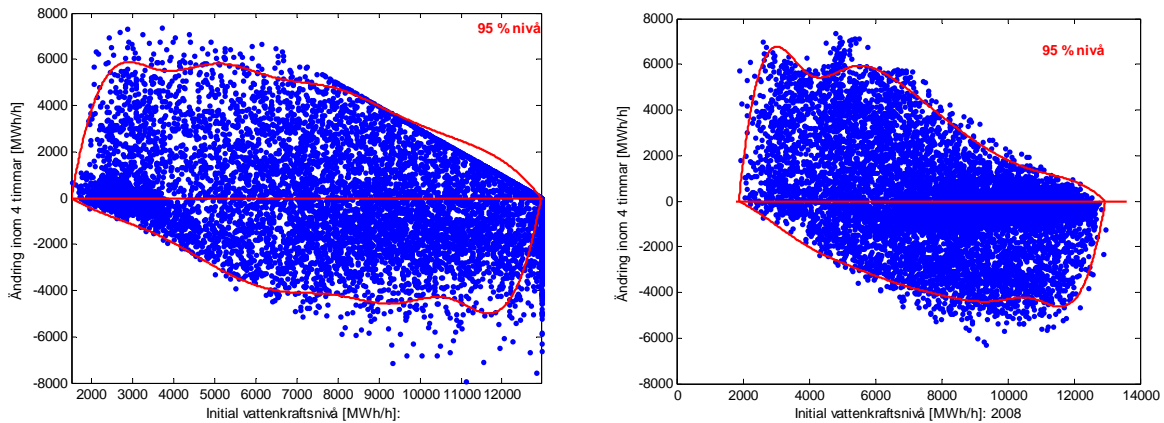 95 % nivå
8000
6000
4000
2000
0
-2000
-4000
-6000
-8000
Ändring inom 4 timmar [MWh/h]
2000 3000 4000 5000 6000 7000 8000 9000 10000 11000 12000
Initial vattenkraftsnivå [MWh/h]:
95 % nivå
8000
6000
4000
2000
0
-2000
-4000
-6000
-8000
Ändring inom 4 timmar [MWh/h]
0 2000 4000 6000 8000 10000 12000 14000
Initial vattenkraftsnivå [MWh/h]: 2008